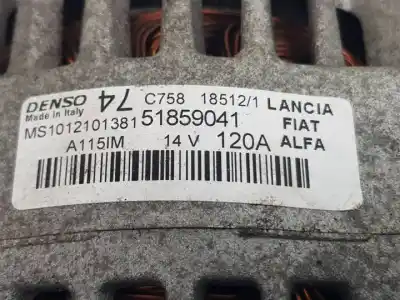 DENSO 74 C758 18512/1 LANCIA
Made in Italy
MS1012101381 51859041 FIAT
A115IM 14 V 120A ALFA